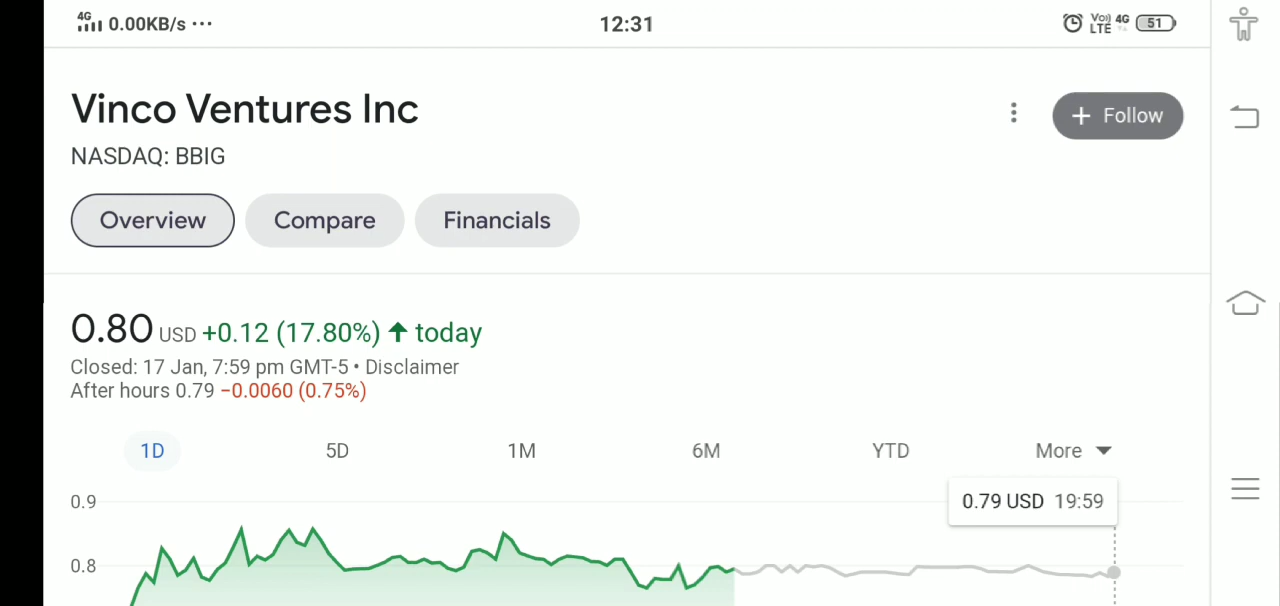 4G 0.00KB/s ··· 12:31 Vo)) LTE 4G 51
Vinco Ventures Inc
+ Follow
NASDAQ: BBIG
Overview Compare Financials
0.80 USD +0.12 (17.80%) ↑ today
Closed: 17 Jan, 7:59 pm GMT-5 • Disclaimer
After hours 0.79 −0.0060 (0.75%)
1D 5D 1M 6M YTD More
0.79 USD 19:59
0.9
0.8